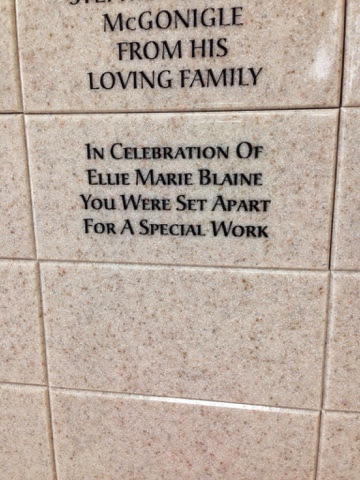 McGONIGLE
FROM HIS
LOVING FAMILY
IN CELEBRATION OF
ELLIE MARIE BLAINE
YOU WERE SET APART
FOR A SPECIAL WORK